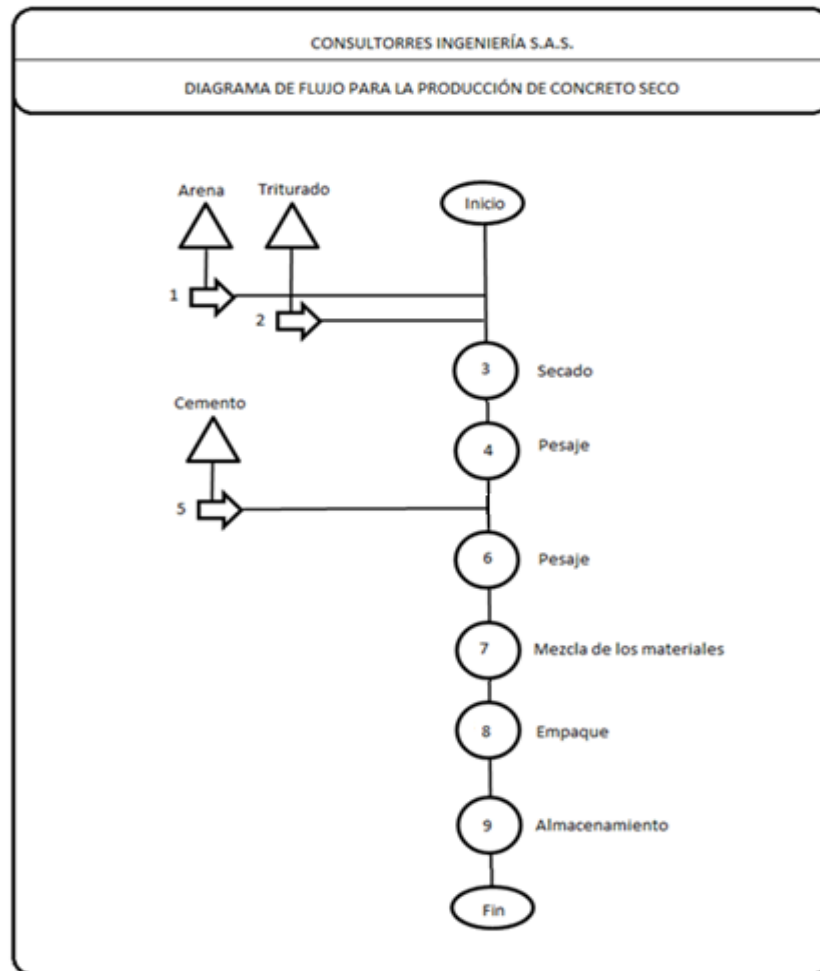 CONSULTORRES INGENIERÍA S.A.S.
DIAGRAMA DE FLUJO PARA LA PRODUCCIÓN DE CONCRETO SECO
Arena
Triturado
Inicio
1
2
3
Secado
Cemento
4
Pesaje
5
6
Pesaje
7
Mezcla de los materiales
8
Empaque
9
Almacenamiento
Fin